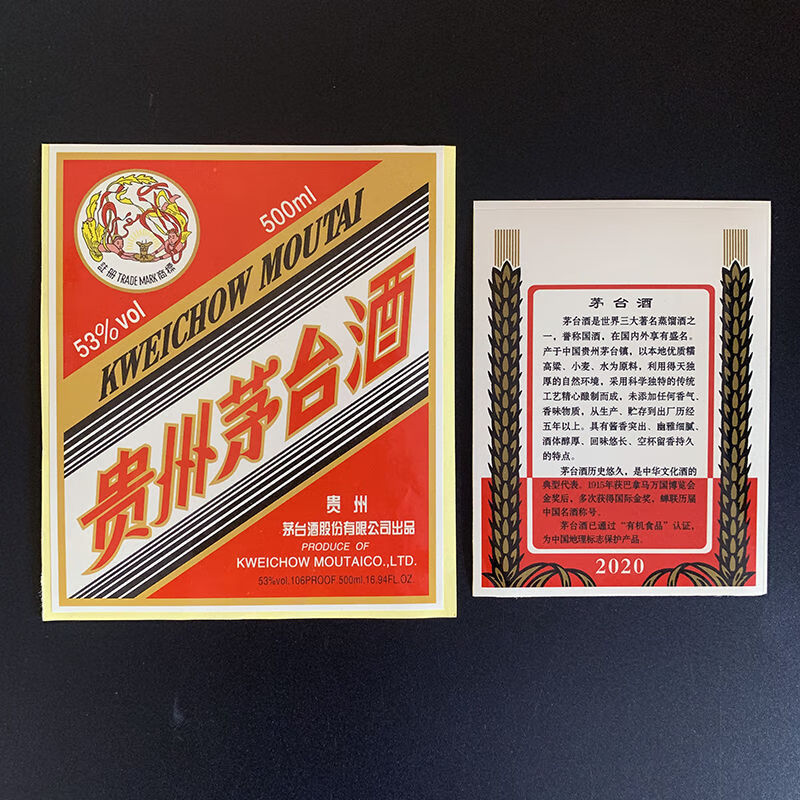 註冊 TRADE MARK 商標
53%vol
500ml
KWEICHOW MOUTAI
贵州茅台酒
贵州
茅台酒股份有限公司出品
PRODUCE OF
KWEICHOW MOUTAICO.,LTD.
53%vol.106PROOF.500ml.16.94FL.OZ.
茅台酒
茅台酒是世界三大著名蒸馏酒之
一，誉称国酒，在国内外享有盛名。
产于中国贵州茅台镇，以本地优质糯
高粱、小麦、水为原料，利用得天独
厚的自然环境，采用科学独特的传统
工艺精心酿制而成，未添加任何香气、
香味物质，从生产、贮存到出厂历经
五年以上。具有酱香突出、幽雅细腻、
酒体醇厚、回味悠长、空杯留香持久
的特点。
茅台酒历史悠久，是中华文化酒的
典型代表。1915年获巴拿马万国博览会
金奖后，多次获得国际金奖，蝉联历届
中国名酒称号。
茅台酒已通过“有机食品”认证，
为中国地理标志保护产品。
2020